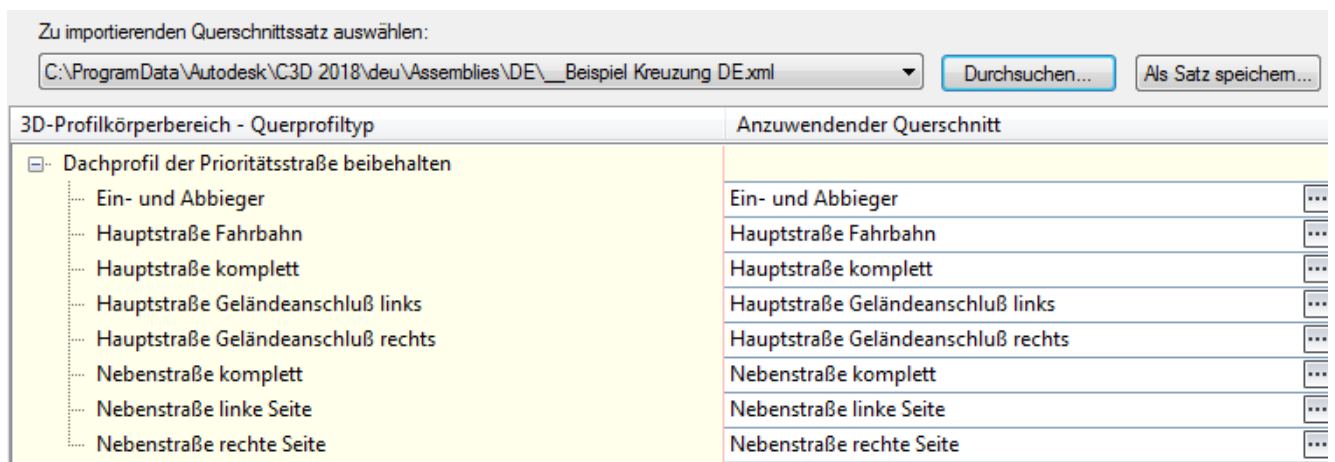 Zu importierenden Querschnittssatz auswählen:
C:\ProgramData\Autodesk\C3D 2018\deu\Assemblies\DE\__Beispiel Kreuzung DE.xml Durchsuchen... Als Satz speichern...
3D-Profilkörperbereich - Querprofiltyp Anzuwendender Querschnitt
Dachprofil der Prioritätsstraße beibehalten
Ein- und Abbieger Ein- und Abbieger ...
Hauptstraße Fahrbahn Hauptstraße Fahrbahn ...
Hauptstraße komplett Hauptstraße komplett ...
Hauptstraße Geländeanschluß links Hauptstraße Geländeanschluß links ...
Hauptstraße Geländeanschluß rechts Hauptstraße Geländeanschluß rechts ...
Nebenstraße komplett Nebenstraße komplett ...
Nebenstraße linke Seite Nebenstraße linke Seite ...
Nebenstraße rechte Seite Nebenstraße rechte Seite ...